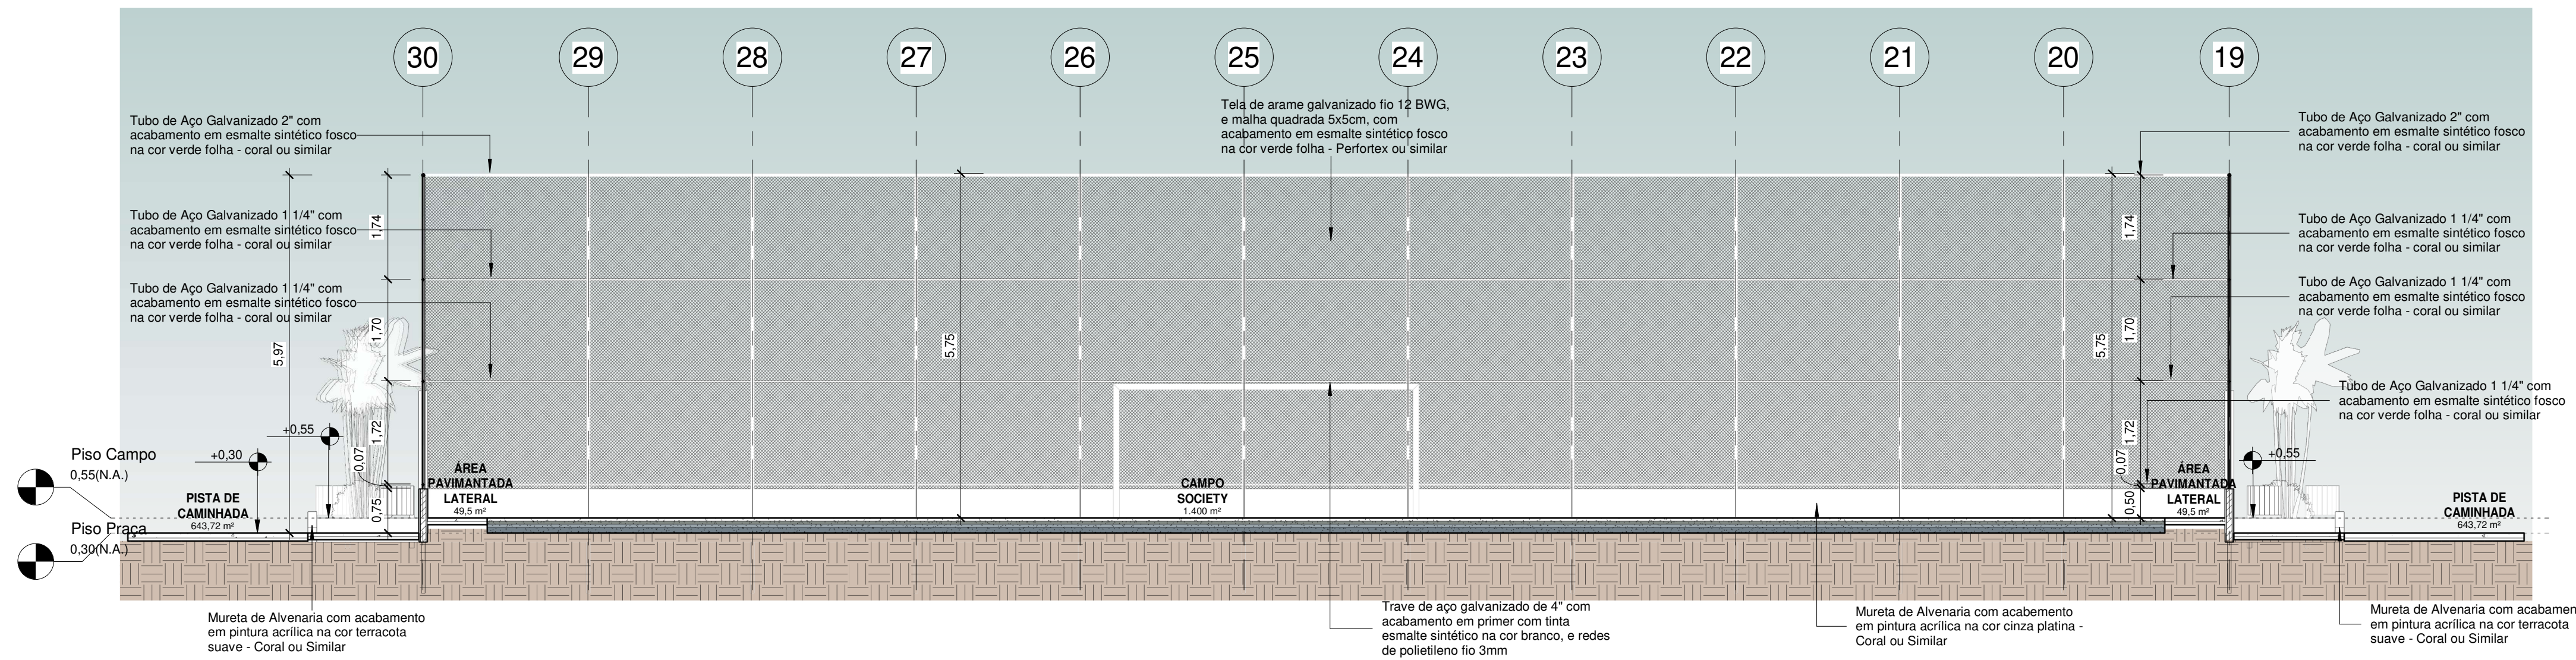 30
29
28
27
26
25
24
23
22
21
20
19
Tubo de Aço Galvanizado 2" com
acabamento em esmalte sintético fosco
na cor verde folha - coral ou similar
Tela de arame galvanizado fio 12 BWG,
e malha quadrada 5x5cm, com
acabamento em esmalte sintético fosco
na cor verde folha - Perfortex ou similar
Tubo de Aço Galvanizado 2" com
acabamento em esmalte sintético fosco
na cor verde folha - coral ou similar
Tubo de Aço Galvanizado 1 1/4" com
acabamento em esmalte sintético fosco
na cor verde folha - coral ou similar
1,74
1,74
Tubo de Aço Galvanizado 1 1/4" com
acabamento em esmalte sintético fosco
na cor verde folha - coral ou similar
Tubo de Aço Galvanizado 1 1/4" com
acabamento em esmalte sintético fosco
na cor verde folha - coral ou similar
5,97
1,70
5,75
5,75
1,70
Tubo de Aço Galvanizado 1 1/4" com
acabamento em esmalte sintético fosco
na cor verde folha - coral ou similar
Tubo de Aço Galvanizado 1 1/4" com
acabamento em esmalte sintético fosco
na cor verde folha - coral ou similar
+0,55
1,72
1,72
+0,55
Piso Campo
0,55(N.A.)
+0,30
0,07
0,07
ÁREA
PAVIMANTADA
LATERAL
49,5 m²
CAMPO
SOCIETY
1.400 m²
ÁREA
PAVIMANTADA
LATERAL
49,5 m²
PISTA DE
CAMINHADA
643,72 m²
0,75
0,50
PISTA DE
CAMINHADA
643,72 m²
Piso Praça
0,30(N.A.)
Mureta de Alvenaria com acabamento
em pintura acrílica na cor terracota
suave - Coral ou Similar
Trave de aço galvanizado de 4" com
acabamento em primer com tinta
esmalte sintético na cor branco, e redes
de polietileno fio 3mm
Mureta de Alvenaria com acabemento
em pintura acrílica na cor cinza platina -
Coral ou Similar
Mureta de Alvenaria com acabamen
em pintura acrílica na cor terracota
suave - Coral ou Similar